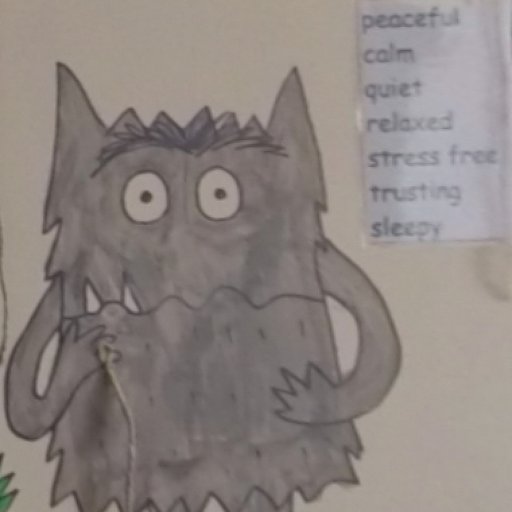 peaceful
calm
quiet
relaxed
stress free
trusting
sleepy